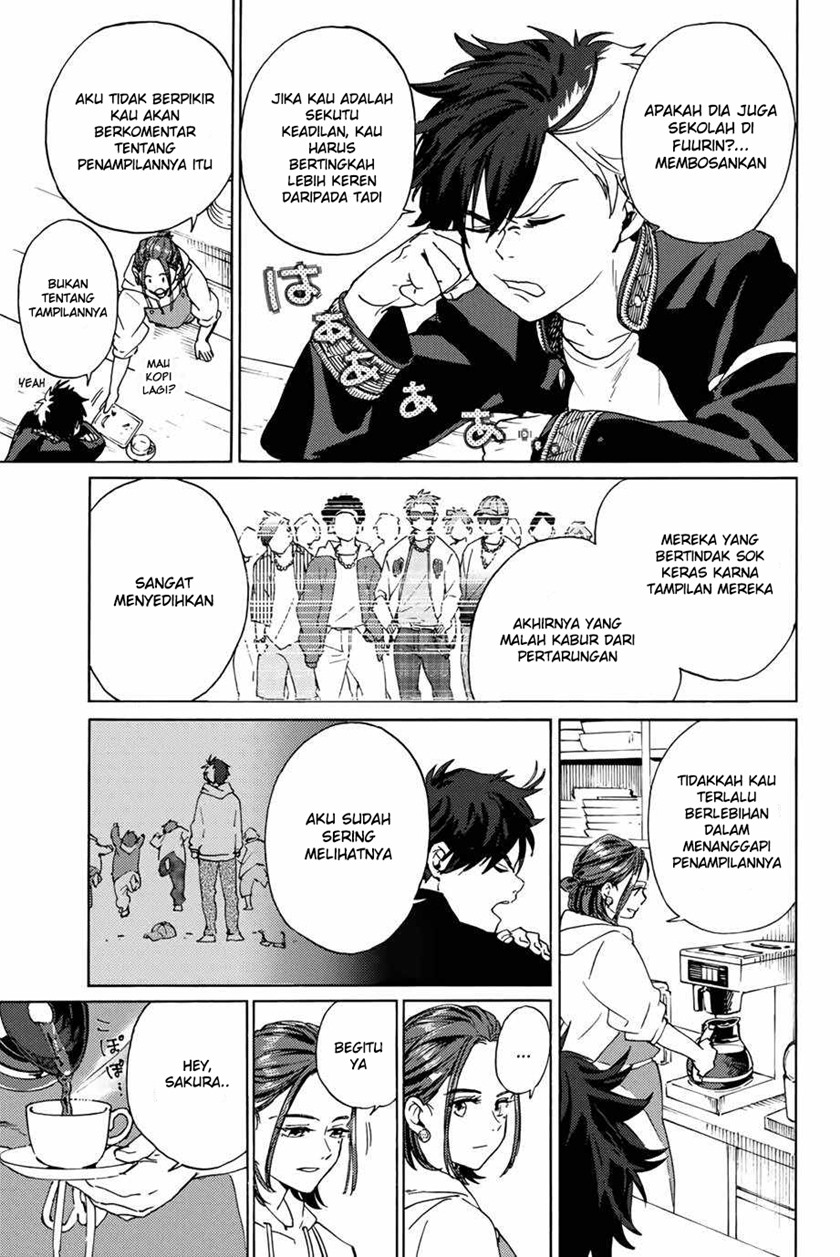 APAKAH DIA JUGA
SEKOLAH DI
FUURIN?...
MEMBOSANKAN
JIKA KAU ADALAH
SEKUTU
KEADILAN, KAU
HARUS
BERTINGKAH
LEBIH KEREN
DARIPADA TADI
はぁぁぁぁ
AKU TIDAK BERPIKIR
KAU AKAN
BERKOMENTAR
TENTANG
PENAMPILANNYA ITU
BUKAN
TENTANG
TAMPILANNYA
MAU
KOPI
LAGI?
YEAH
MEREKA YANG
BERTINDAK SOK
KERAS KARNA
TAMPILAN MEREKA
AKHIRNYA YANG
MALAH KABUR DARI
PERTARUNGAN
SANGAT
MENYEDIHKAN
TIDAKKAH KAU
TERLALU
BERLEBIHAN
DALAM
MENANGGAPI
PENAMPILANNYA
AKU SUDAH
SERING
MELIHATNYA
...
BEGITU
YA
HEY,
SAKURA..
ぽぽ